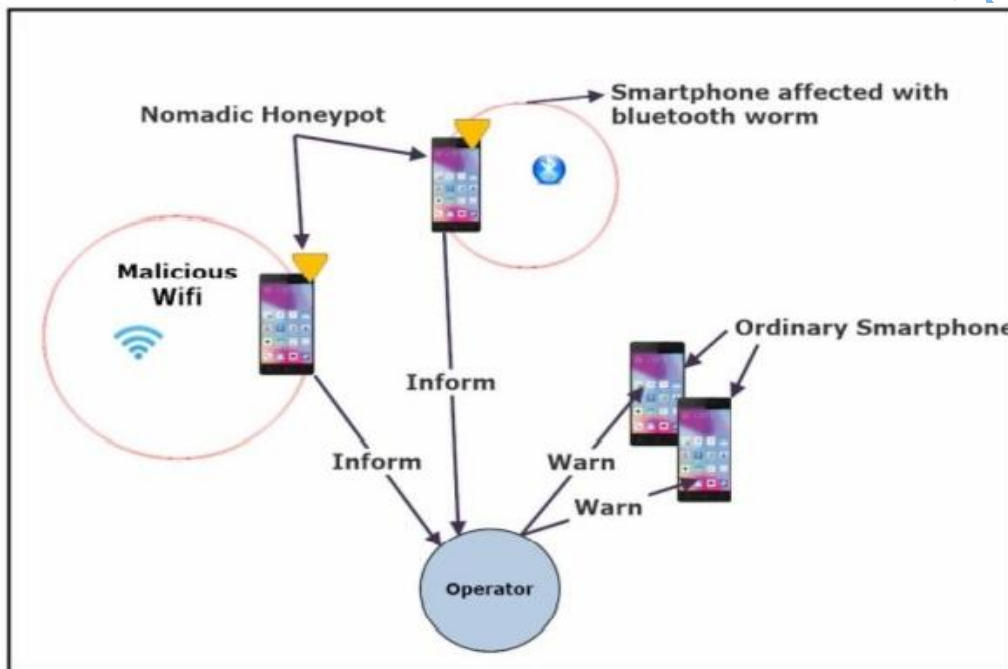 Nomadic Honeypot
Smartphone affected with
bluetooth worm
Malicious
Wifi
Ordinary Smartphone
Inform
Inform
Warn
Warn
Operator